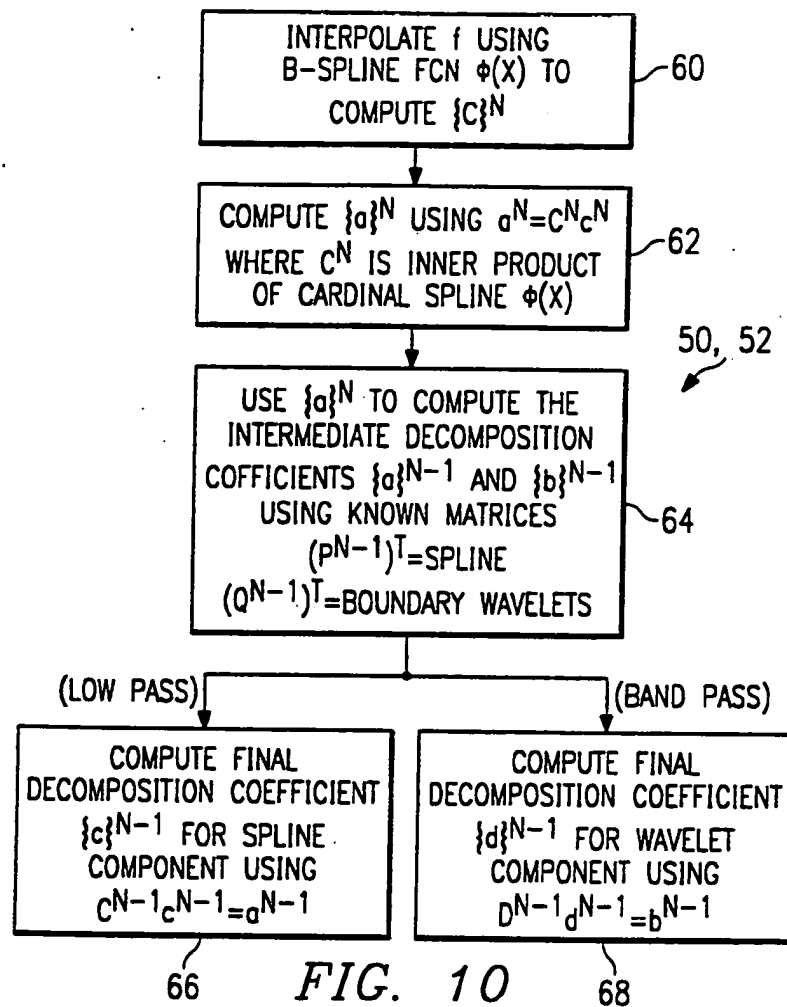 INTERPOLATE f USING
B-SPLINE FCN ϕ(X) TO
COMPUTE {C}^N
60
COMPUTE {a}^N USING a^N=C^Nc^N
WHERE C^N IS INNER PRODUCT
OF CARDINAL SPLINE ϕ(X)
62
50, 52
USE {a}^N TO COMPUTE THE
INTERMEDIATE DECOMPOSITION
COFFICIENTS {a}^N-1 AND {b}^N-1
USING KNOWN MATRICES
(P^N-1)^T=SPLINE
(Q^N-1)^T=BOUNDARY WAVELETS
64
(LOW PASS)
(BAND PASS)
COMPUTE FINAL
DECOMPOSITION COEFFICIENT
{c}^N-1 FOR SPLINE
COMPONENT USING
C^N-1c^N-1=a^N-1
66
COMPUTE FINAL
DECOMPOSITION COEFFICIENT
{d}^N-1 FOR WAVELET
COMPONENT USING
D^N-1d^N-1=b^N-1
68
FIG. 10